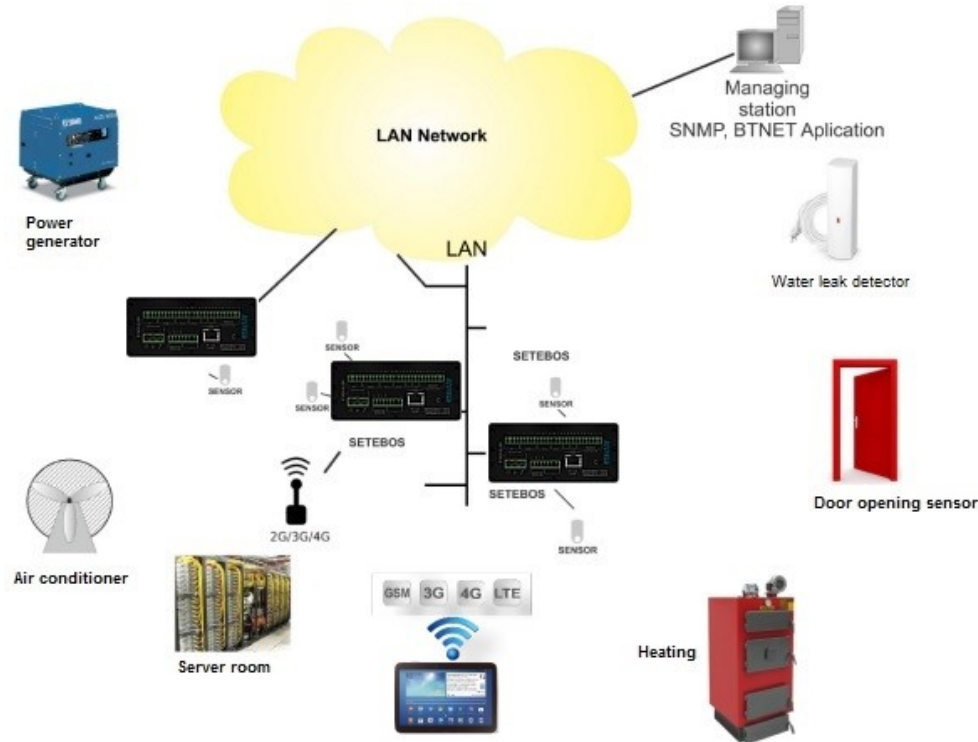 LAN Network
Managing
station
SNMP, BTNET Aplication
Power
generator
LAN
Water leak detector
SENSOR
SETEBOS
SENSOR
SENSOR
SENSOR
SETEBOS
SETEBOS
Door opening sensor
2G/3G/4G
SENSOR
Air conditioner
GSM
3G
4G
LTE
Server room
Heating